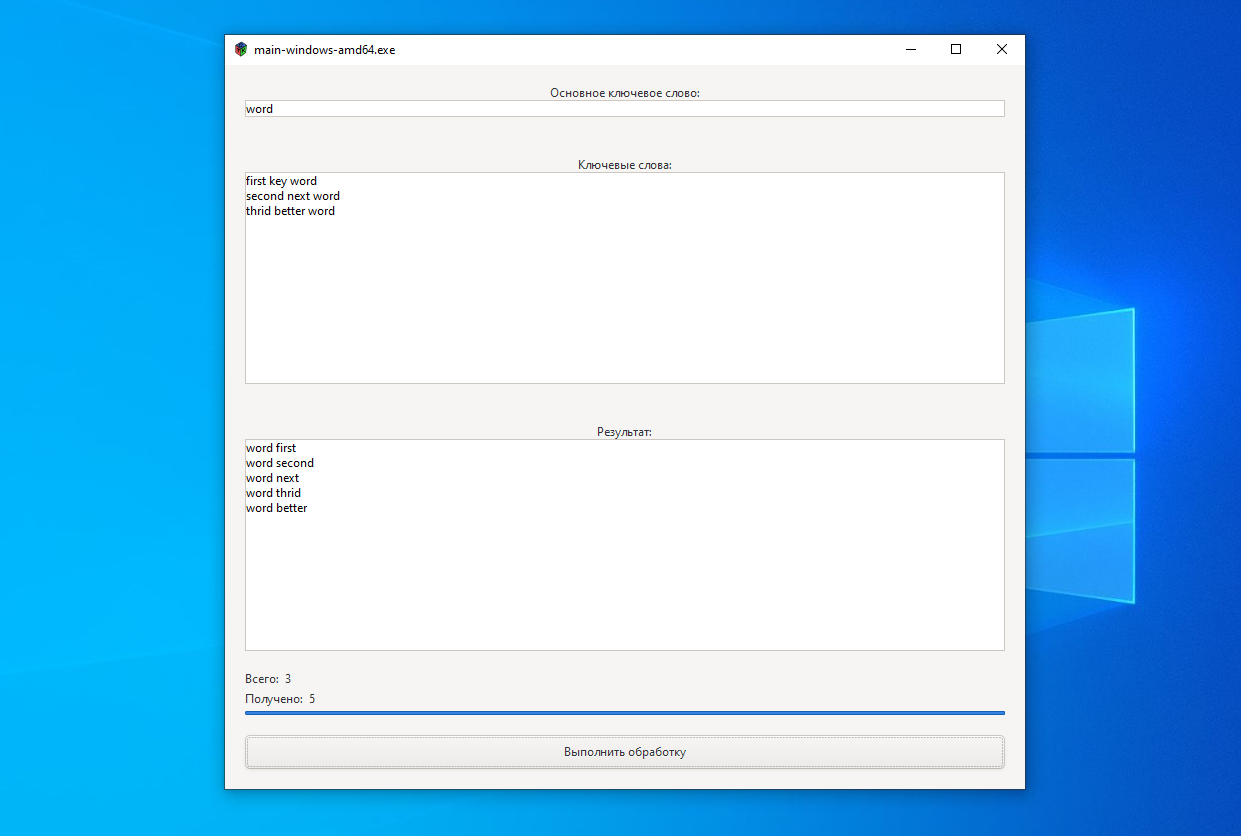 main-windows-amd64.exe
Основное ключевое слово:
word
Ключевые слова:
first key word
second next word
thrid better word
Результат:
word first
word second
word next
word thrid
word better
Всего: 3
Получено: 5
Выполнить обработку